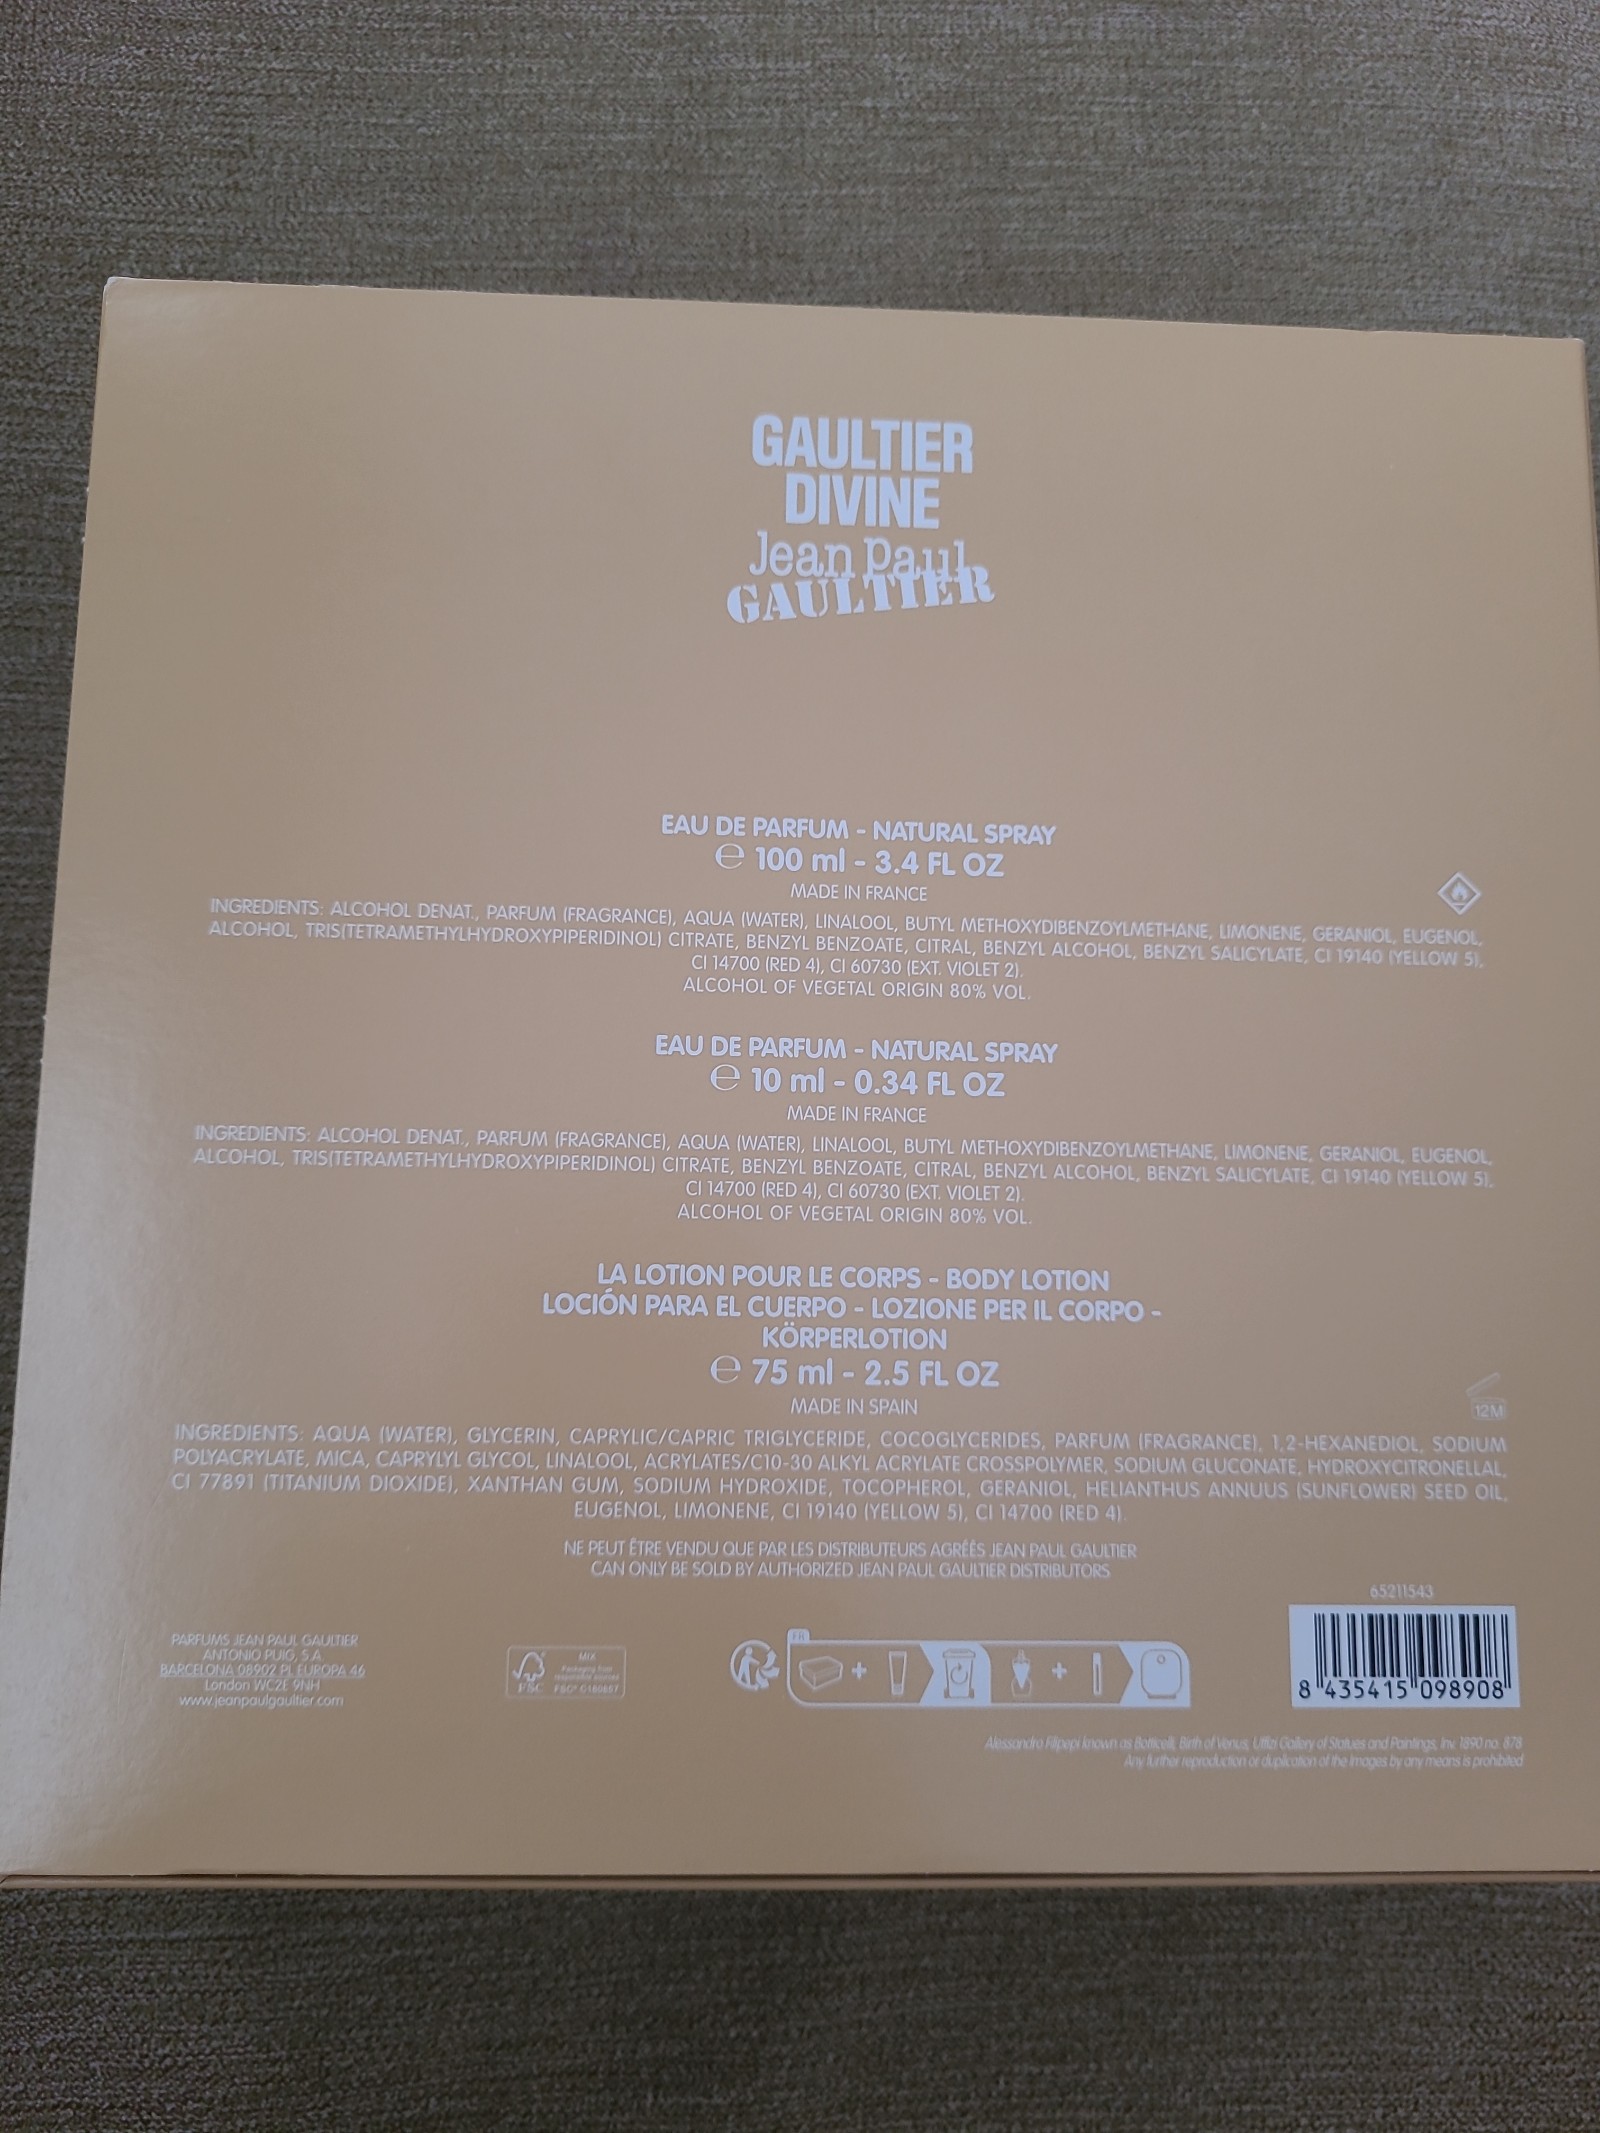 GAULTIER
DIVINE
Jean Paul
GAULTIER
EAU DE PARFUM - NATURAL SPRAY
℮ 100 ml - 3.4 FL OZ
MADE IN FRANCE
INGREDIENTS: ALCOHOL DENAT., PARFUM (FRAGRANCE), AQUA (WATER), LINALOOL, BUTYL METHOXYDIBENZOYLMETHANE, LIMONENE, GERANIOL, EUGENOL,
ALCOHOL, TRIS(TETRAMETHYLHYDROXYPIPERIDINOL) CITRATE, BENZYL BENZOATE, CITRAL, BENZYL ALCOHOL, BENZYL SALICYLATE, CI 19140 (YELLOW 5),
CI 14700 (RED 4), CI 60730 (EXT. VIOLET 2).
ALCOHOL OF VEGETAL ORIGIN 80% VOL.
EAU DE PARFUM - NATURAL SPRAY
℮ 10 ml - 0.34 FL OZ
MADE IN FRANCE
INGREDIENTS: ALCOHOL DENAT., PARFUM (FRAGRANCE), AQUA (WATER), LINALOOL, BUTYL METHOXYDIBENZOYLMETHANE, LIMONENE, GERANIOL, EUGENOL,
ALCOHOL, TRIS(TETRAMETHYLHYDROXYPIPERIDINOL) CITRATE, BENZYL BENZOATE, CITRAL, BENZYL ALCOHOL, BENZYL SALICYLATE, CI 19140 (YELLOW 5),
CI 14700 (RED 4), CI 60730 (EXT. VIOLET 2).
ALCOHOL OF VEGETAL ORIGIN 80% VOL.
LA LOTION POUR LE CORPS - BODY LOTION
LOCIÓN PARA EL CUERPO - LOZIONE PER IL CORPO -
KÖRPERLOTION
℮ 75 ml - 2.5 FL OZ
MADE IN SPAIN
12M
INGREDIENTS: AQUA (WATER), GLYCERIN, CAPRYLIC/CAPRIC TRIGLYCERIDE, COCOGLYCERIDES, PARFUM (FRAGRANCE), 1,2-HEXANEDIOL, SODIUM
POLYACRYLATE, MICA, CAPRYLYL GLYCOL, LINALOOL, ACRYLATES/C10-30 ALKYL ACRYLATE CROSSPOLYMER, SODIUM GLUCONATE, HYDROXYCITRONELLAL,
CI 77891 (TITANIUM DIOXIDE), XANTHAN GUM, SODIUM HYDROXIDE, TOCOPHEROL, GERANIOL, HELIANTHUS ANNUUS (SUNFLOWER) SEED OIL,
EUGENOL, LIMONENE, CI 19140 (YELLOW 5), CI 14700 (RED 4).
NE PEUT ÊTRE VENDU QUE PAR LES DISTRIBUTEURS AGRÉÉS JEAN PAUL GAULTIER
CAN ONLY BE SOLD BY AUTHORIZED JEAN PAUL GAULTIER DISTRIBUTORS
65211543
PARFUMS JEAN PAUL GAULTIER
ANTONIO PUIG, S.A
BARCELONA 08902 PL EUROPA 46
London WC2E 9NH
www.jeanpaulgaultier.com
FSC
MIX
Packaging from
responsible sources
FSC® C160657
FR
8 435415 098908
Alessandro Filipepi known as Botticelli, Birth of Venus, Uffizi Gallery of Statues and Paintings, Inv. 1890 no. 878
Any further reproduction or duplication of the Images by any means is prohibited